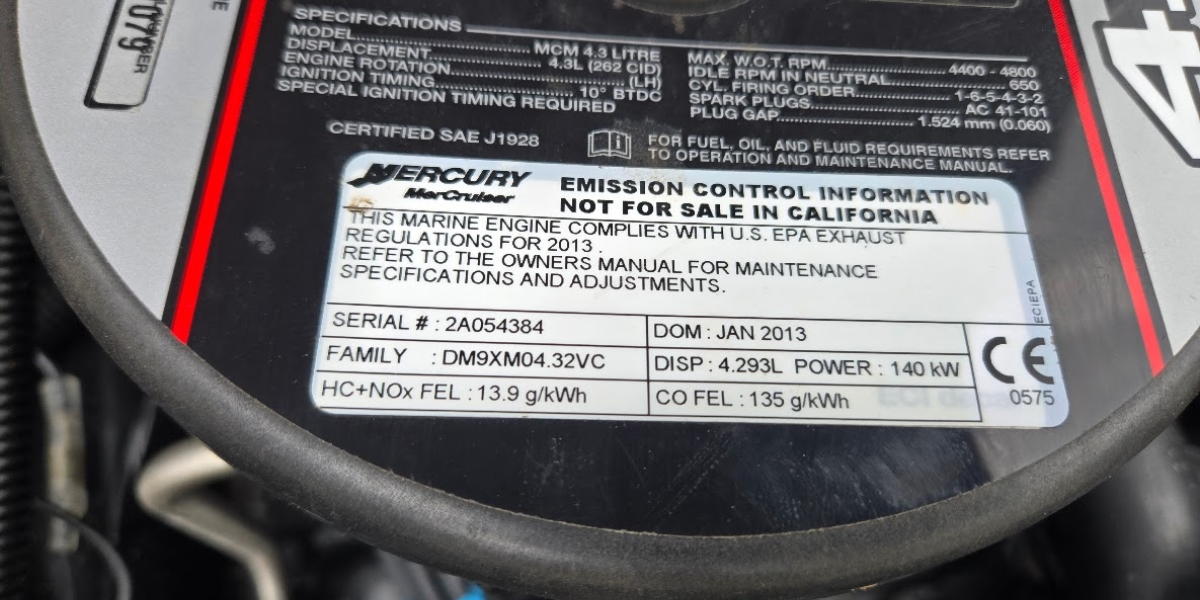 SPECIFICATIONS
MODEL MCM 4.3 LITRE
DISPLACEMENT 4.3L (262 CID)
ENGINE ROTATION (LH)
IGNITION TIMING 10° BTDC
SPECIAL IGNITION TIMING REQUIRED
MAX. W.O.T. RPM 4400 - 4800
IDLE RPM IN NEUTRAL 650
CYL. FIRING ORDER 1-6-5-4-3-2
SPARK PLUGS AC 41-101
PLUG GAP 1.524 mm (0.060)
CERTIFIED SAE J1928
FOR FUEL, OIL, AND FLUID REQUIREMENTS REFER
TO OPERATION AND MAINTENANCE MANUAL.
MERCURY
MerCruiser
EMISSION CONTROL INFORMATION
NOT FOR SALE IN CALIFORNIA
THIS MARINE ENGINE COMPLIES WITH U.S. EPA EXHAUST
REGULATIONS FOR 2013 .
REFER TO THE OWNERS MANUAL FOR MAINTENANCE
SPECIFICATIONS AND ADJUSTMENTS.
SERIAL # : 2A054384
DOM : JAN 2013
FAMILY : DM9XM04.32VC
DISP : 4.293L POWER : 140 kW
HC+NOx FEL : 13.9 g/kWh
CO FEL : 135 g/kWh
CE
0575
ECIEPA
079